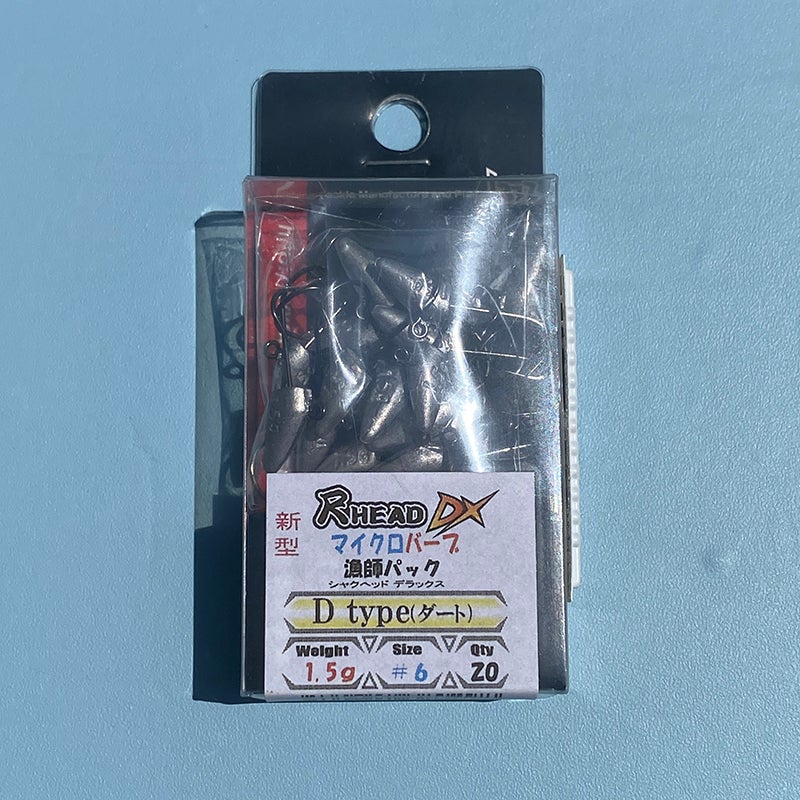 新型
RHEAD DX
マイクロバーブ
漁師パック
シャクヘッド デラックス
D type(ダート)
Weight Size Qty
1.5g #6 20